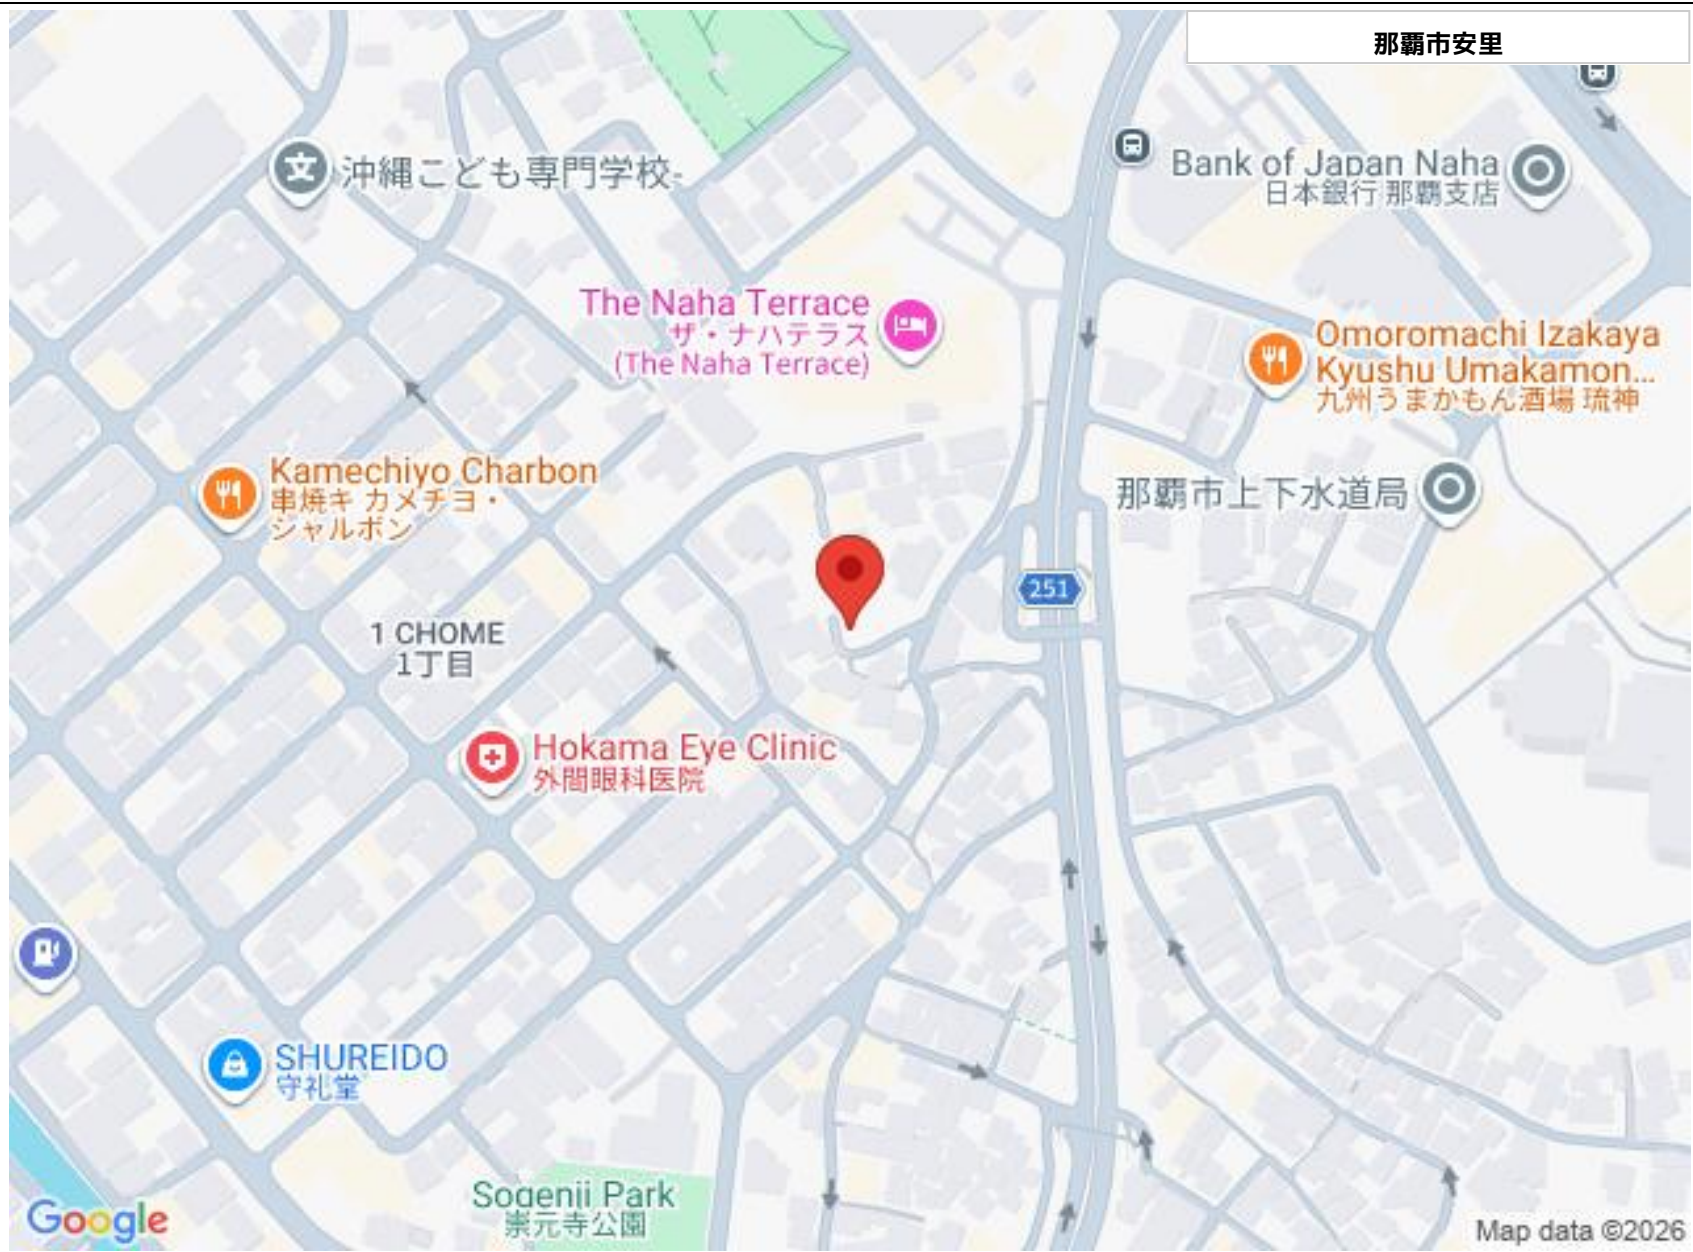 那覇市安里
沖縄こども専門学校
Bank of Japan Naha
日本銀行 那覇支店
The Naha Terrace
ザ・ナハテラス
(The Naha Terrace)
Omoromachi Izakaya
Kyushu Umakamon...
九州うまかもん酒場 琉神
Kamechiyo Charbon
串焼キ カメチヨ・
シャルボン
那覇市上下水道局
251
1 CHOME
1丁目
Hokama Eye Clinic
外間眼科医院
SHUREIDO
守礼堂
Sogenji Park
崇元寺公園
Google
Map data ©2026